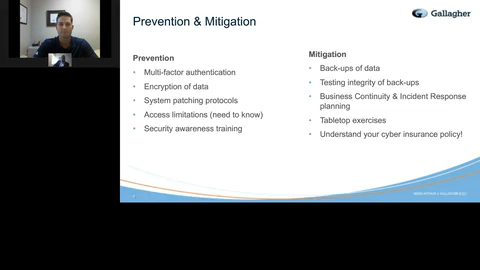 Gallagher
Prevention & Mitigation
Prevention
• Multi-factor authentication
• Encryption of data
• System patching protocols
• Access limitations (need to know)
• Security awareness training
Mitigation
• Back-ups of data
• Testing integrity of back-ups
• Business Continuity & Incident Response
planning
• Tabletop exercises
• Understand your cyber insurance policy!